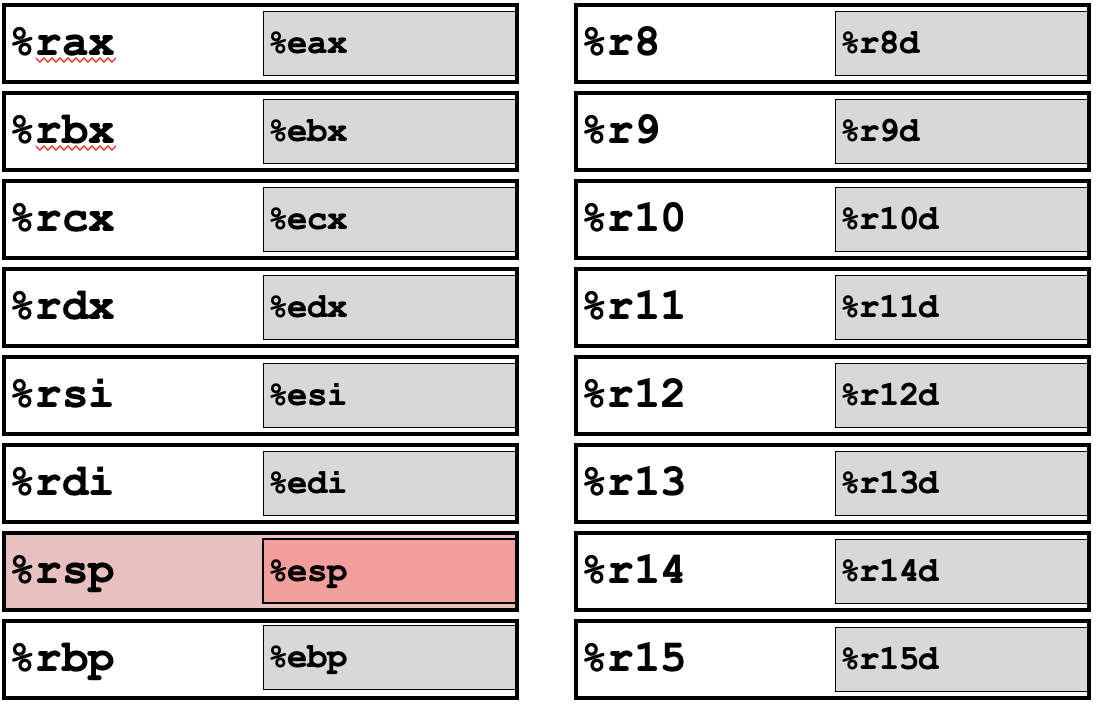 %rax %eax
%rbx %ebx
%rcx %ecx
%rdx %edx
%rsi %esi
%rdi %edi
%rsp %esp
%rbp %ebp
%r8 %r8d
%r9 %r9d
%r10 %r10d
%r11 %r11d
%r12 %r12d
%r13 %r13d
%r14 %r14d
%r15 %r15d